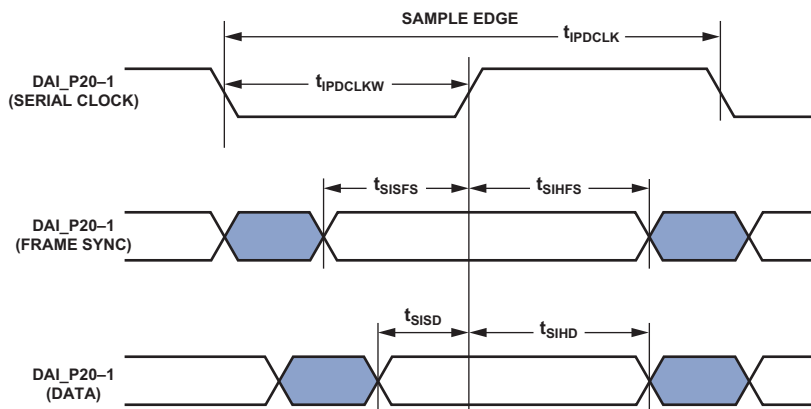 SAMPLE EDGE
tIPDCLK
DAI_P20–1
(SERIAL CLOCK)
tIPDCLKW
DAI_P20–1
(FRAME SYNC)
tSISFS
tSIHFS
DAI_P20–1
(DATA)
tSISD
tSIHD